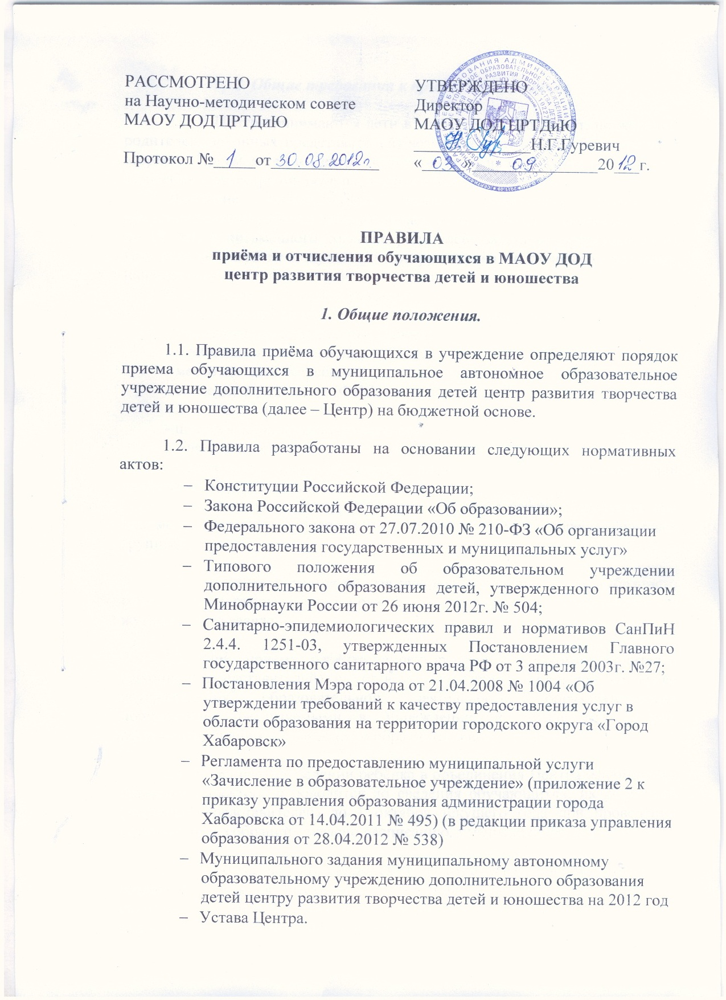 РАССМОТРЕНО
на Научно-методическом совете
МАОУ ДОД ЦРТДиЮ
Протокол № 1 от 30.08.2012г.
УТВЕРЖДЕНО
Директор
МАОУ ДОД ЦРТДиЮ
Н.Г.Гуревич
« 03 » 09 2012г.
ПРАВИЛА
приёма и отчисления обучающихся в МАОУ ДОД
центр развития творчества детей и юношества
1. Общие положения.
1.1. Правила приёма обучающихся в учреждение определяют порядок
приема обучающихся в муниципальное автономное образовательное
учреждение дополнительного образования детей центр развития творчества
детей и юношества (далее – Центр) на бюджетной основе.
1.2. Правила разработаны на основании следующих нормативных
актов:
– Конституции Российской Федерации;
– Закона Российской Федерации «Об образовании»;
– Федерального закона от 27.07.2010 № 210-ФЗ «Об организации
предоставления государственных и муниципальных услуг»
– Типового положения об образовательном учреждении
дополнительного образования детей, утвержденного приказом
Минобрнауки России от 26 июня 2012г. № 504;
– Санитарно-эпидемиологических правил и нормативов СанПиН
2.4.4. 1251-03, утвержденных Постановлением Главного
государственного санитарного врача РФ от 3 апреля 2003г. №27;
– Постановления Мэра города от 21.04.2008 № 1004 «Об
утверждении требований к качеству предоставления услуг в
области образования на территории городского округа «Город
Хабаровск»
– Регламента по предоставлению муниципальной услуги
«Зачисление в образовательное учреждение» (приложение 2 к
приказу управления образования администрации города
Хабаровска от 14.04.2011 № 495) (в редакции приказа управления
образования от 28.04.2012 № 538)
– Муниципального задания муниципальному автономному
образовательному учреждению дополнительного образования
детей центру развития творчества детей и юношества на 2012 год
– Устава Центра.